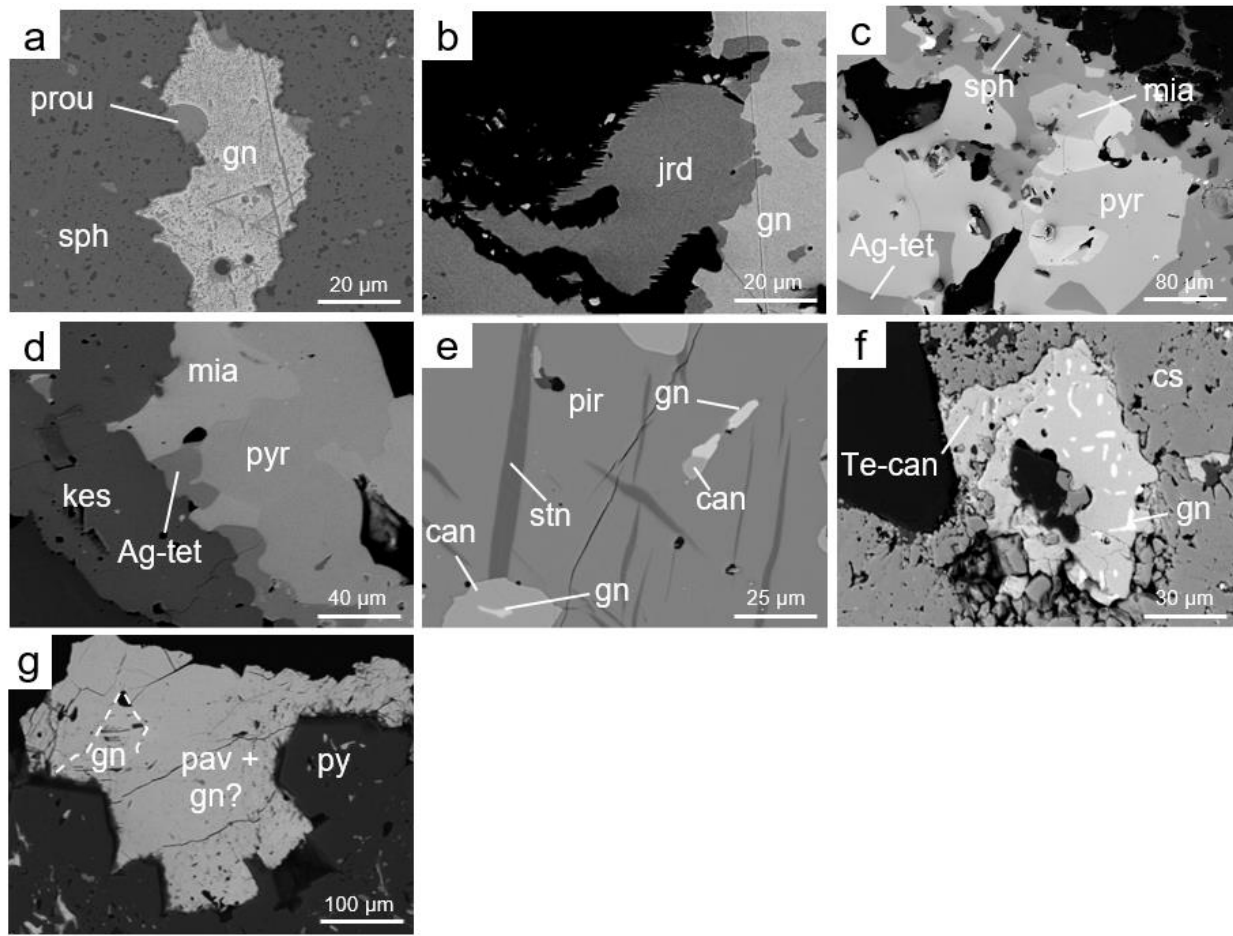 a
prou
gn
sph
20 µm
b
jrd
gn
20 µm
c
sph
mia
pyr
Ag-tet
80 µm
d
mia
pyr
kes
Ag-tet
40 µm
e
gn
pir
can
stn
can
gn
25 µm
f
cs
Te-can
gn
30 µm
g
gn
pav +
gn?
py
100 µm